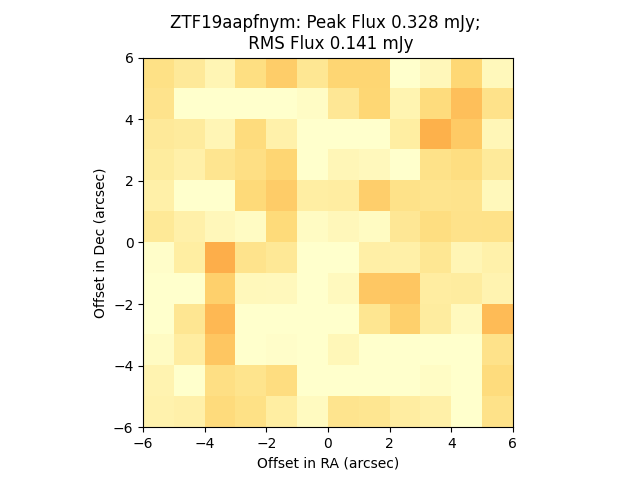 ZTF19aapfnym: Peak Flux 0.328 mJy;
RMS Flux 0.141 mJy
6
4
2
0
−2
−4
−6
Offset in Dec (arcsec)
−6 −4 −2 0 2 4 6
Offset in RA (arcsec)